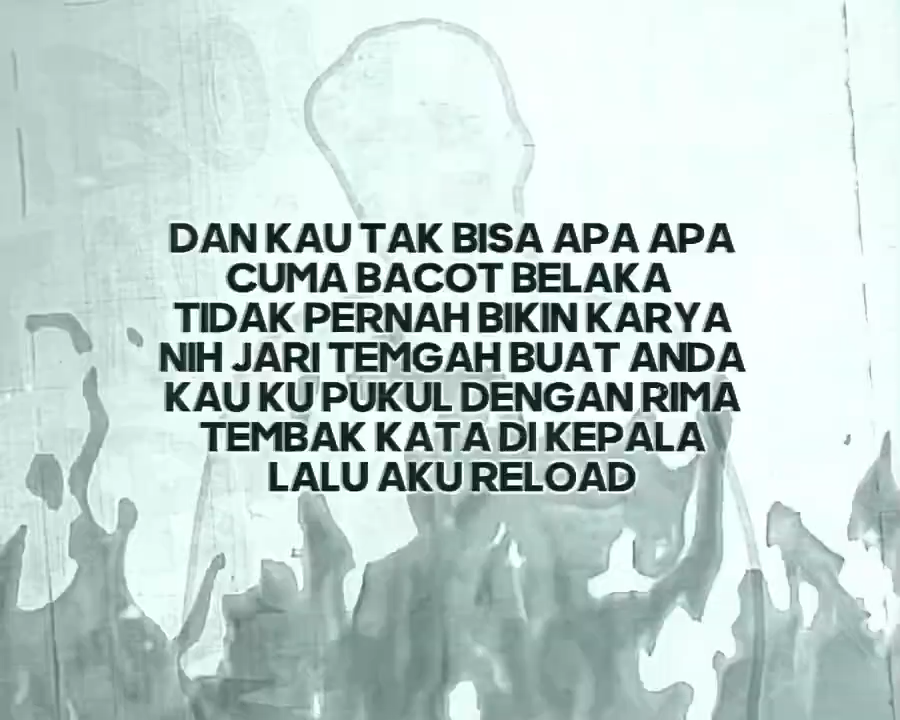 DAN KAU TAK BISA APA APA
CUMA BACOT BELAKA
TIDAK PERNAH BIKIN KARYA
NIH JARI TEMGAH BUAT ANDA
KAU KU PUKUL DENGAN RIMA
TEMBAK KATA DI KEPALA
LALU AKU RELOAD